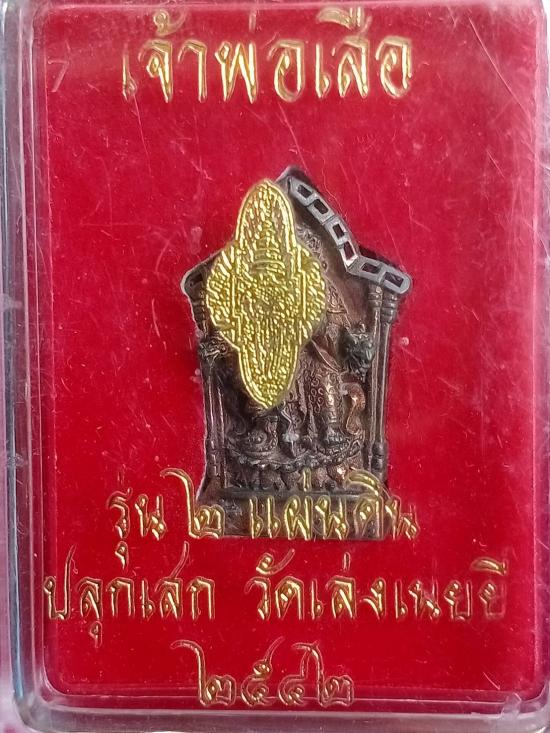 เจ้าพ่อเสือ
รุ่น ๒ แผ่นดิน
ปลุกเสก วัดเล่งเนยยี่
๒๕๔๒